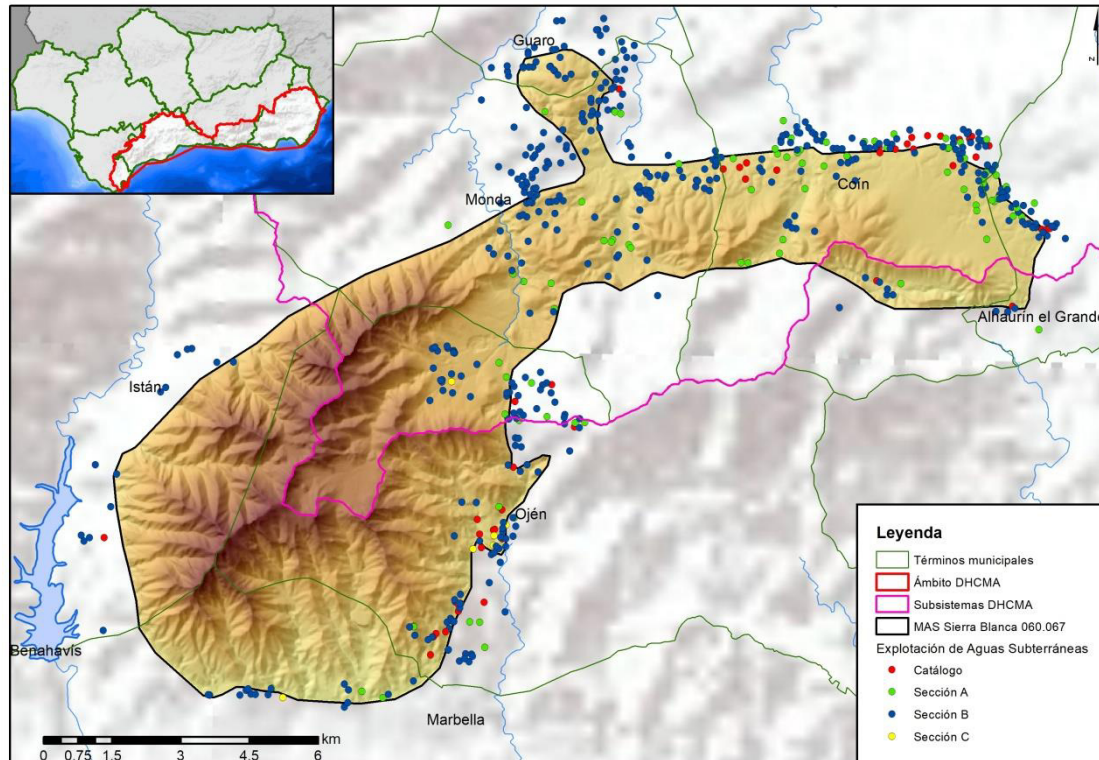 Guaro
z
Coín
Monda
Alhaurín el Grande
Istán
Ojén
Benahavís
Marbella
km
0 0.75 1.5 3 4.5 6
Leyenda
Términos municipales
Ámbito DHCMA
Subsistemas DHCMA
MAS Sierra Blanca 060.067
Explotación de Aguas Subterráneas
Catálogo
Sección A
Sección B
Sección C